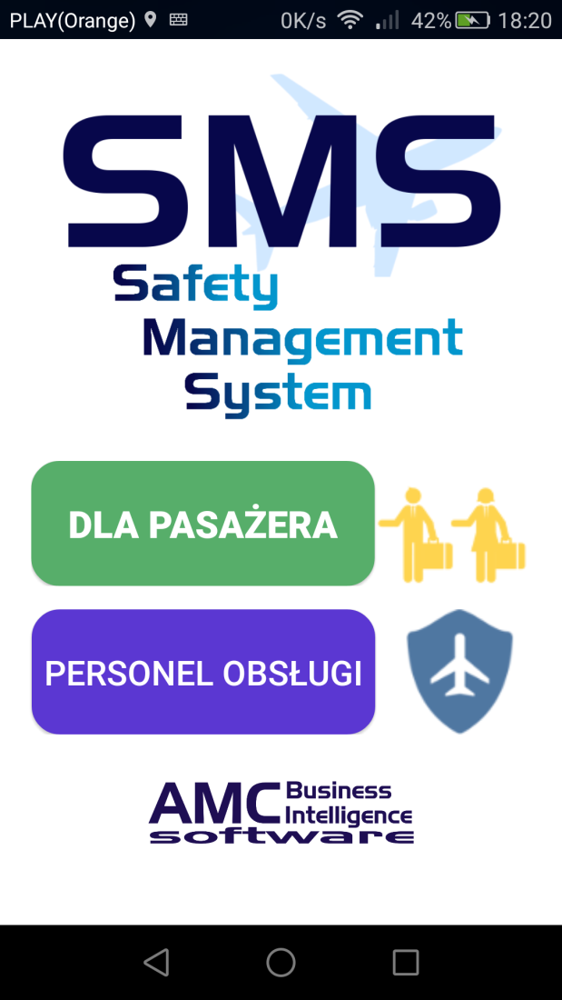 PLAY(Orange) 0K/s 42% 18:20
SMS
Safety
Management
System
DLA PASAŻERA
PERSONEL OBSŁUGI
AMC Business
Intelligence
software